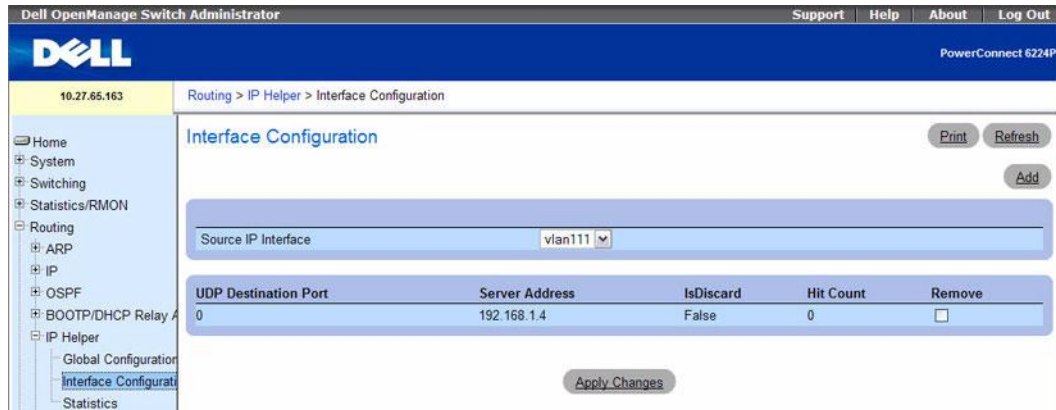 Dell OpenManage Switch Administrator
Support Help About Log Out
DELL
PowerConnect 6224P
10.27.65.163
Routing > IP Helper > Interface Configuration
Home
System
Switching
Statistics/RMON
Routing
ARP
IP
OSPF
BOOTP/DHCP Relay A
IP Helper
Global Configuration
Interface Configurati
Statistics
Interface Configuration
Print Refresh
Add
Source IP Interface vlan111
UDP Destination Port Server Address IsDiscard Hit Count Remove
0 192.168.1.4 False 0
Apply Changes